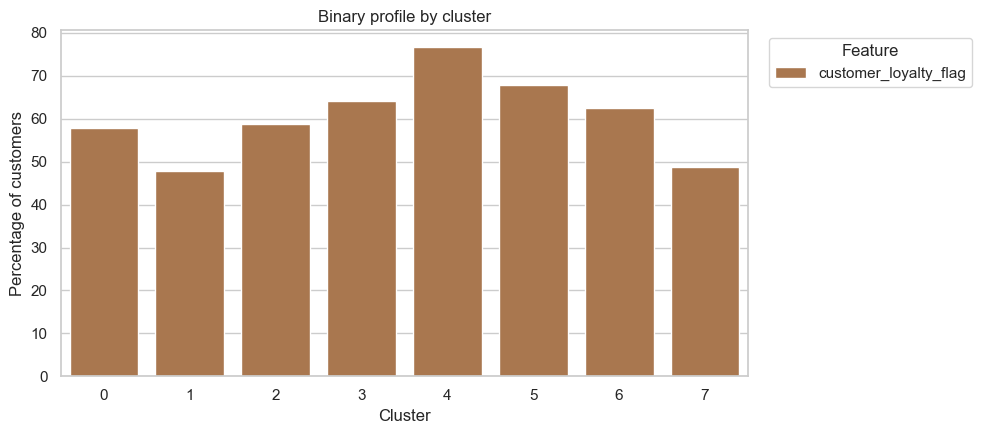 Binary profile by cluster
Percentage of customers
80
70
60
50
40
30
20
10
0
0 1 2 3 4 5 6 7
Cluster
Feature
customer_loyalty_flag